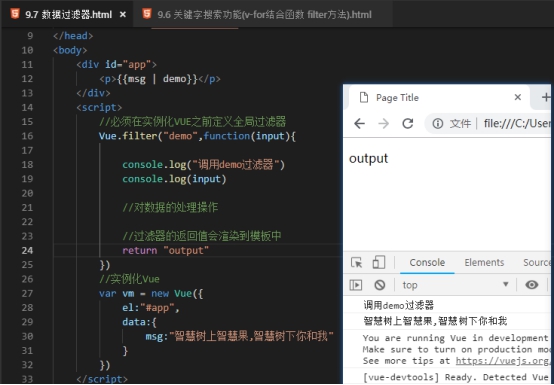 9.7 数据过滤器.html
9.6 关键字搜索功能(v-for结合函数 filter方法).html
9 </head>
10 <body>
11 <div id="app">
12 <p>{{msg | demo}}</p>
13 </div>
14 <script>
15 //必须在实例化VUE之前定义全局过滤器
16 Vue.filter("demo",function(input){
17
18 console.log("调用demo过滤器")
19 console.log(input)
20
21 //对数据的处理操作
22
23 //过滤器的返回值会渲染到模板中
24 return "output"
25 })
26 //实例化Vue
27 var vm = new Vue({
28 el:"#app",
29 data:{
30 msg:"智慧树上智慧果,智慧树下你和我"
31 }
32 })
33 </script>
Page Title
文件 | file:///C:/User
output
Console Elements Sources
top
调用demo过滤器
智慧树上智慧果,智慧树下你和我
You are running Vue in development
Make sure to turn on production mo
See more tips at https://vuejs.org
[vue-devtools] Ready. Detected Vue